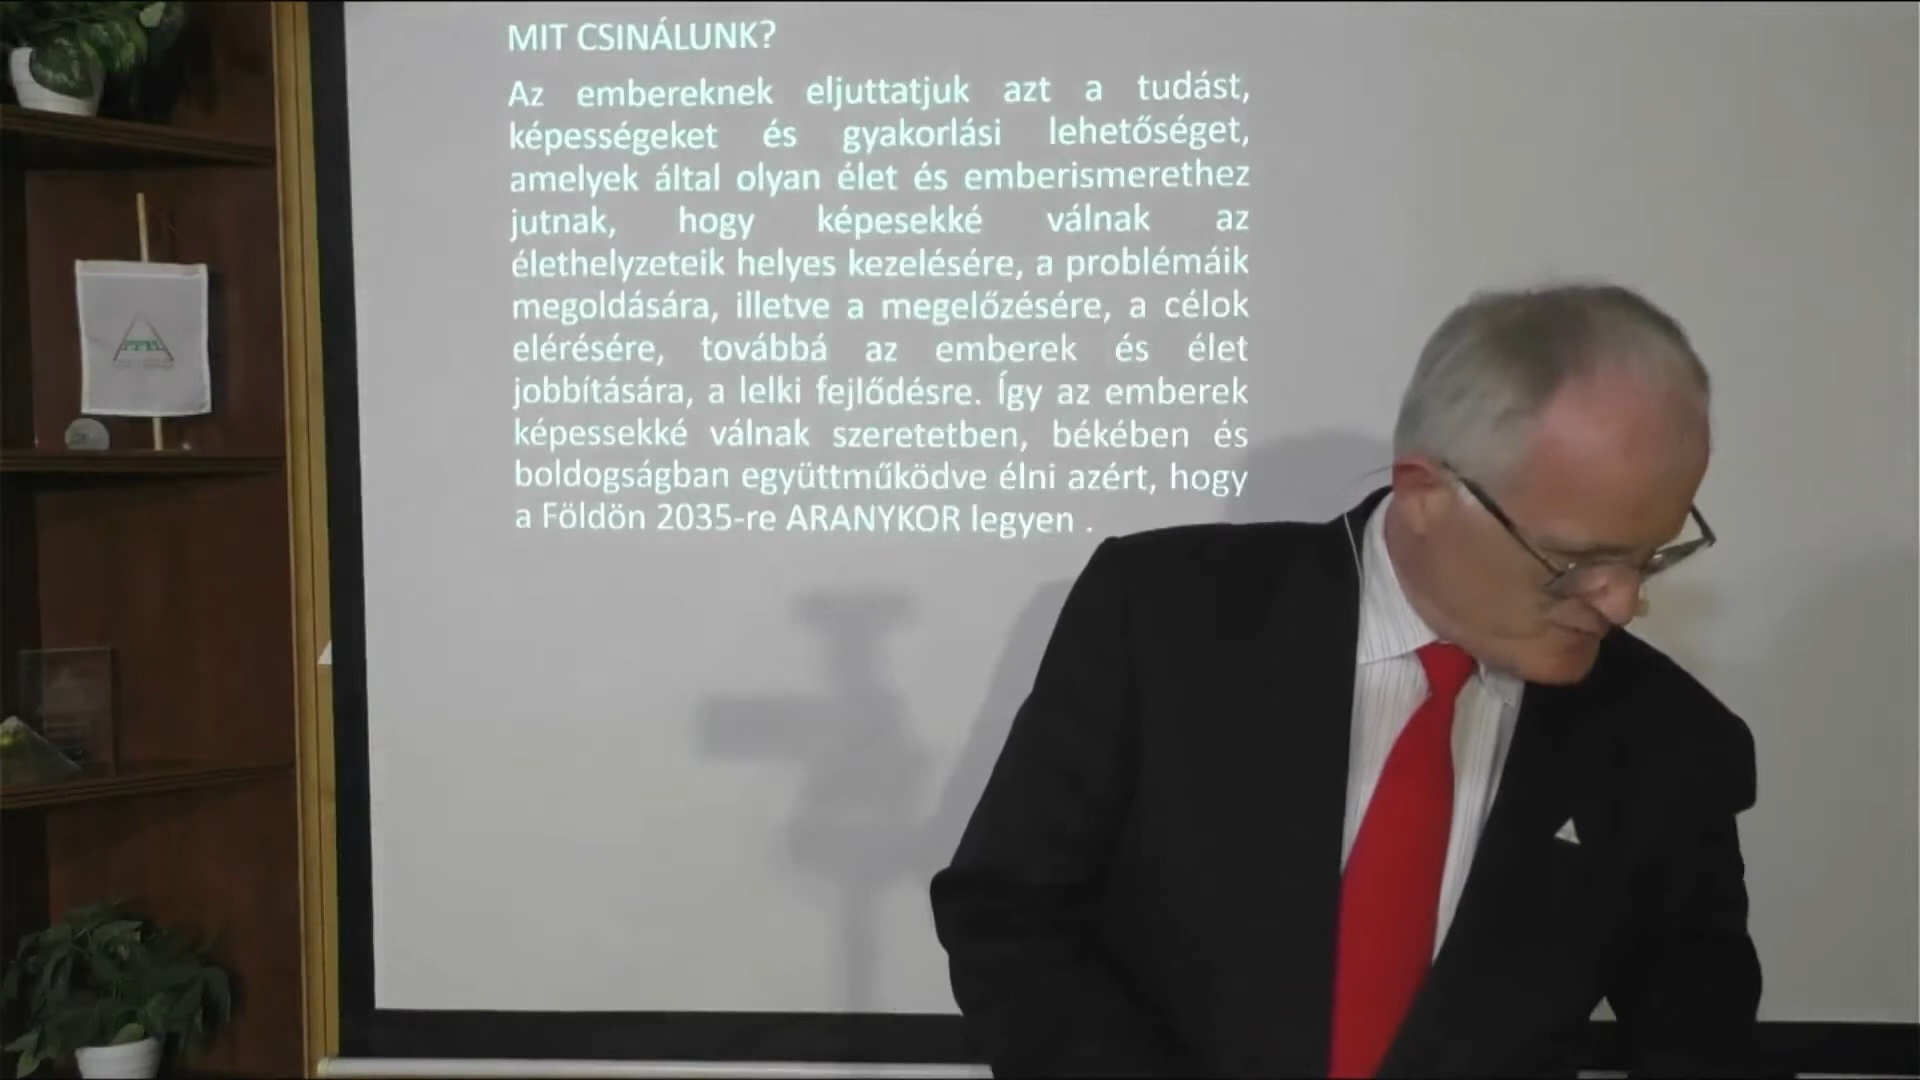 MIT CSINÁLUNK?
Az embereknek eljuttatjuk azt a tudást,
képességeket és gyakorlási lehetőséget,
amelyek által olyan élet és emberismerethez
jutnak, hogy képesekké válnak az
élethelyzeteik helyes kezelésére, a problémáik
megoldására, illetve a megelőzésére, a célok
elérésére, továbbá az emberek és élet
jobbítására, a lelki fejlődésre. Így az emberek
képessekké válnak szeretetben, békében és
boldogságban együttműködve élni azért, hogy
a Földön 2035-re ARANYKOR legyen .